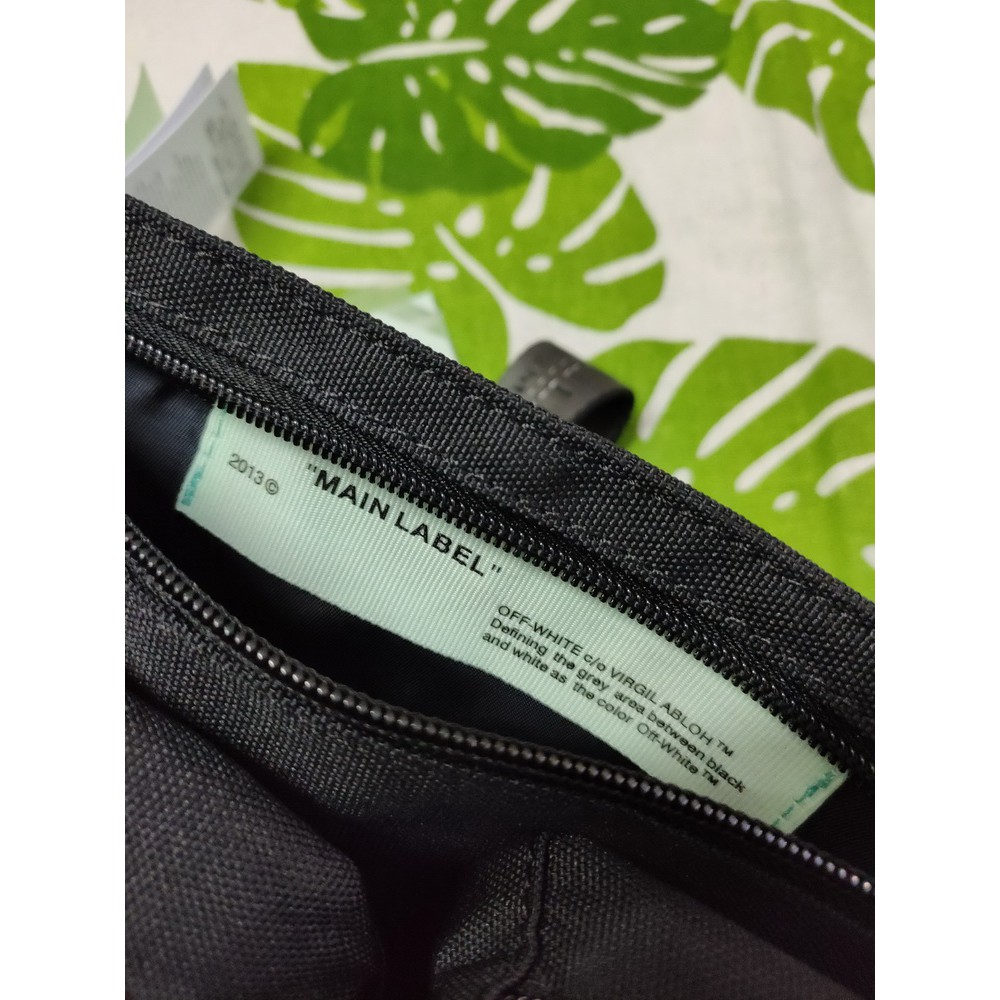 2013©
"MAIN LABEL"
OFF-WHITE c/o VIRGIL ABLOH™
Defining the grey area between black
and white as the color Off-White™